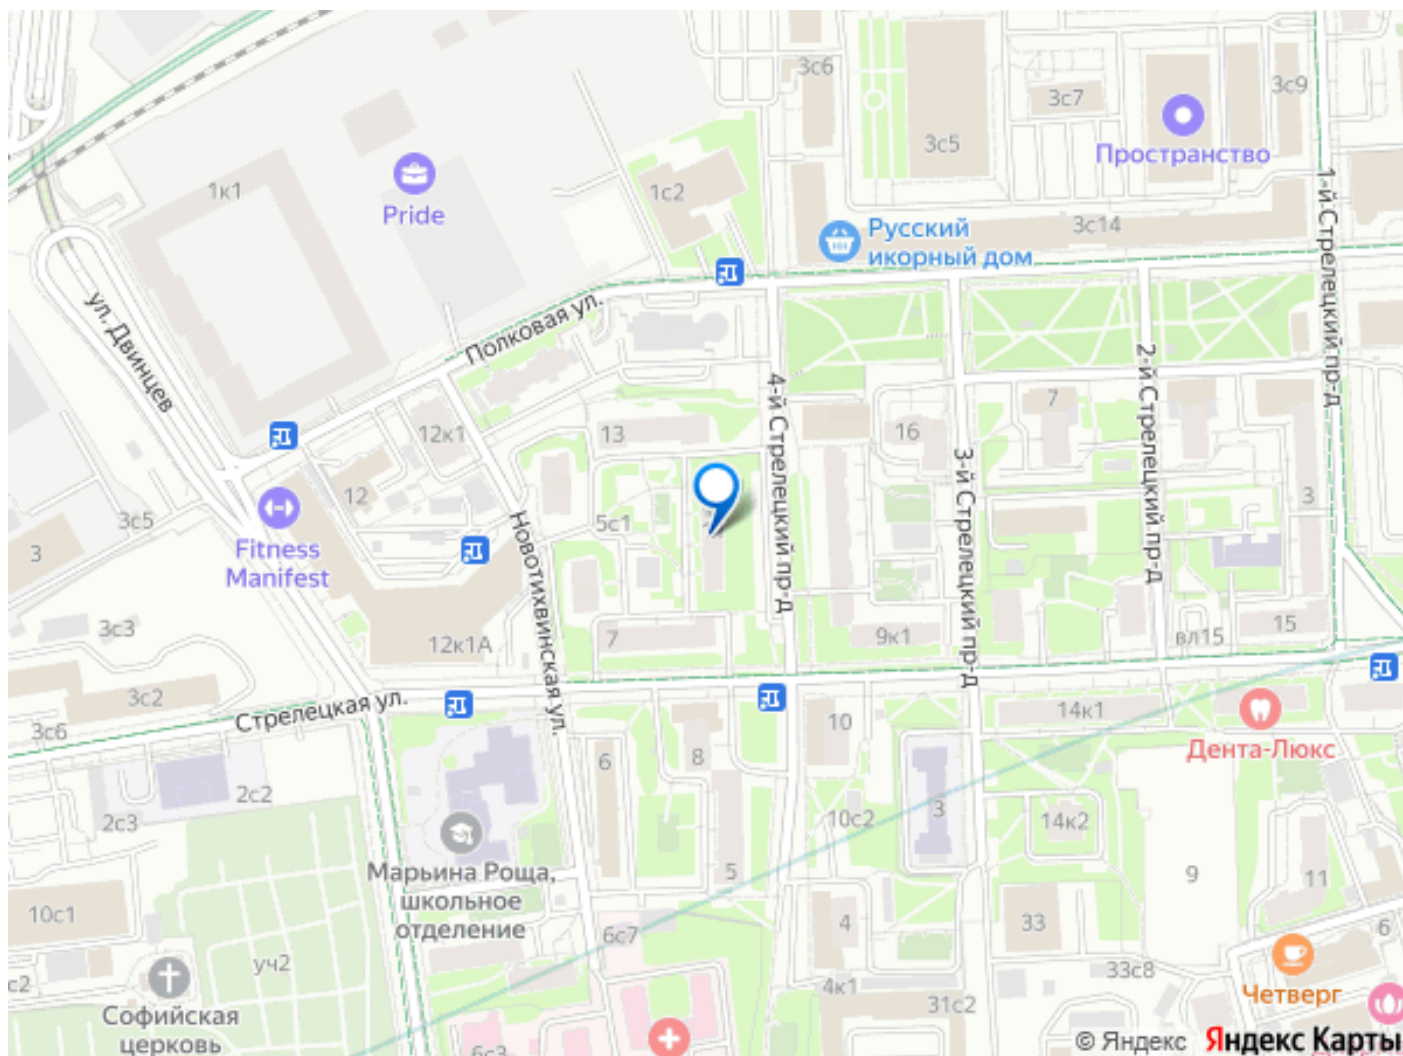 3с6
3с7
3с9
3с5
Пространство
1к1
Pride
1с2
1-й Стрелецкий пр-д
Русский
икорный дом
3с14
ул. Двинцев
Полковая ул.
4-й Стрелецкий пр-д
2-й Стрелецкий пр-д
12к1
13
16
7
3-й Стрелецкий пр-д
12
3
3с5
5с1
Новотихвинская ул.
3
Fitness
Manifest
3с3
12к1А
7
9к1
вл15
15
3с2
Стрелецкая ул.
3с6
14к1
10
Дента-Люкс
8
6
2с2
2с3
10с2
3
14к2
Марьина Роща,
школьное
отделение
5
9
11
10с1
4
33
6
6с7
уч2
33с8
с2
4к1
Четверг
31с2
Софийская
церковь
6с3
© Яндекс Яндекс Карты